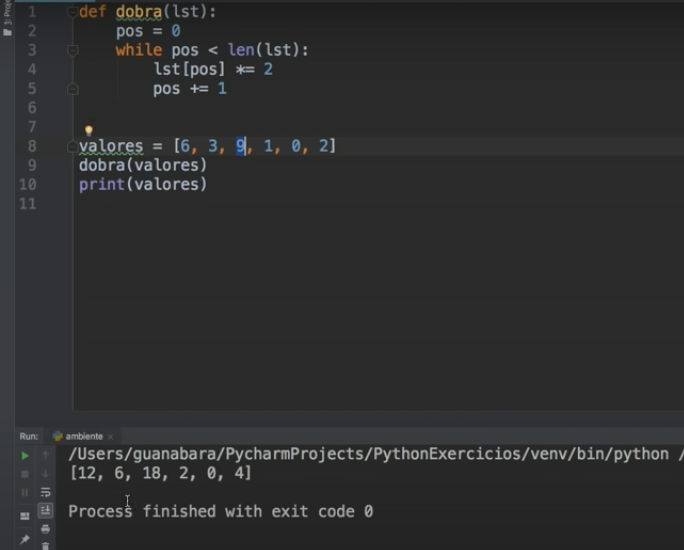 1 def dobra(lst):
2 pos = 0
3 while pos < len(lst):
4 lst[pos] *= 2
5 pos += 1
6
7
8 valores = [6, 3, 9, 1, 0, 2]
9 dobra(valores)
10 print(valores)
11
Run: ambiente ×
/Users/guanabara/PycharmProjects/PythonExercicios/venv/bin/python /
[12, 6, 18, 2, 0, 4]
Process finished with exit code 0